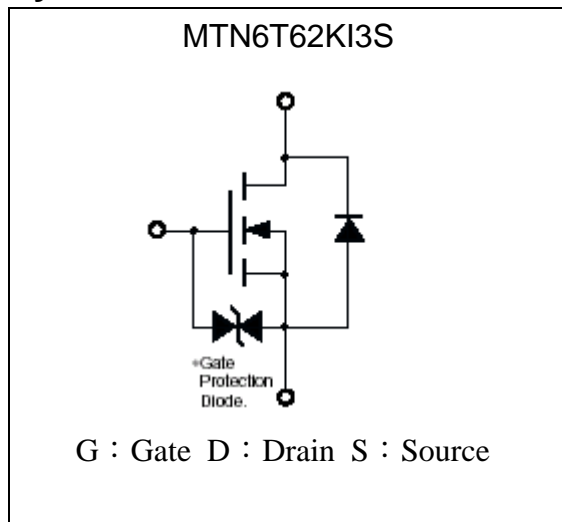 MTN6T62KI3S
*Gate
Protection
Diode.
G：Gate D：Drain S：Source